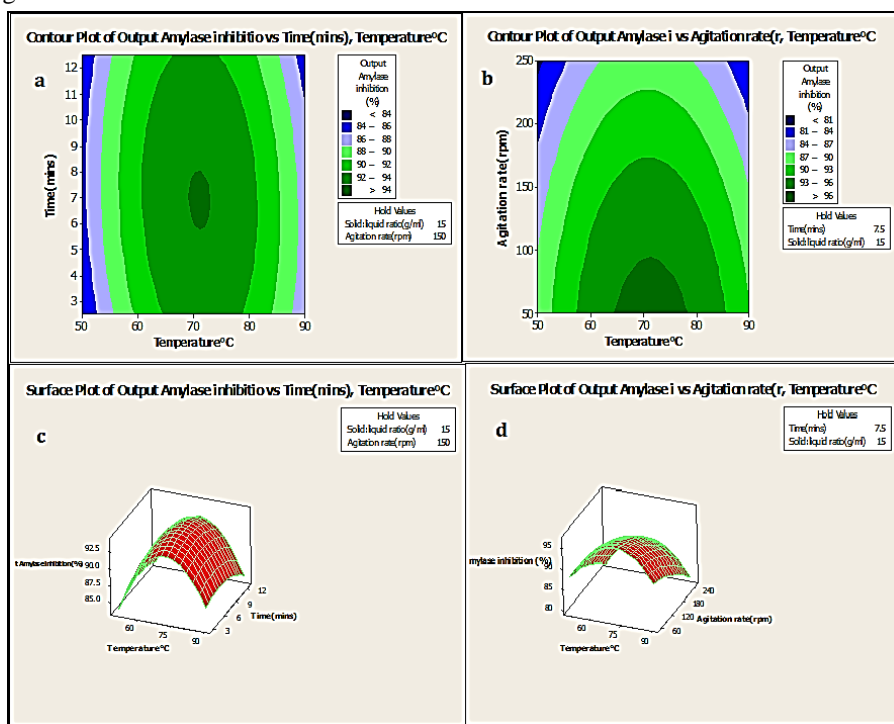 Contour Plot of Output Amylase inhibitio vs Time(mins), Temperature°C
a
12
11
10
9
8
7
6
5
4
3
Time(mins)
50
60
70
80
90
Temperature°C
Output
Amylase
inhibition
(%)
< 84
84 – 86
86 – 88
88 – 90
90 – 92
92 – 94
> 94
Hold Values
Solid:liquid ratio(g/ml) 15
Agitation rate(rpm) 150
Contour Plot of Output Amylase i vs Agitation rate(r, Temperature°C
b
250
200
150
100
50
Agitation rate(rpm)
50
60
70
80
90
Temperature°C
Output
Amylase
inhibition
(%)
< 81
81 – 84
84 – 87
87 – 90
90 – 93
93 – 96
> 96
Hold Values
Time(mins) 7.5
Solid:liquid ratio(g/ml) 15
Surface Plot of Output Amylase inhibitio vs Time(mins), Temperature°C
c
Hold Values
Solid:liquid ratio(g/ml) 15
Agitation rate(rpm) 150
92.5
90.0
87.5
85.0
t Amylase inhibition(%)
60
75
90
Temperature°C
3
6
9
12
Time(mins)
Surface Plot of Output Amylase i vs Agitation rate(r, Temperature°C
d
Hold Values
Time(mins) 7.5
Solid:liquid ratio(g/ml) 15
95
90
85
80
mylase inhibition (%)
60
75
90
Temperature°C
60
120
180
240
Agitation rate(rpm)